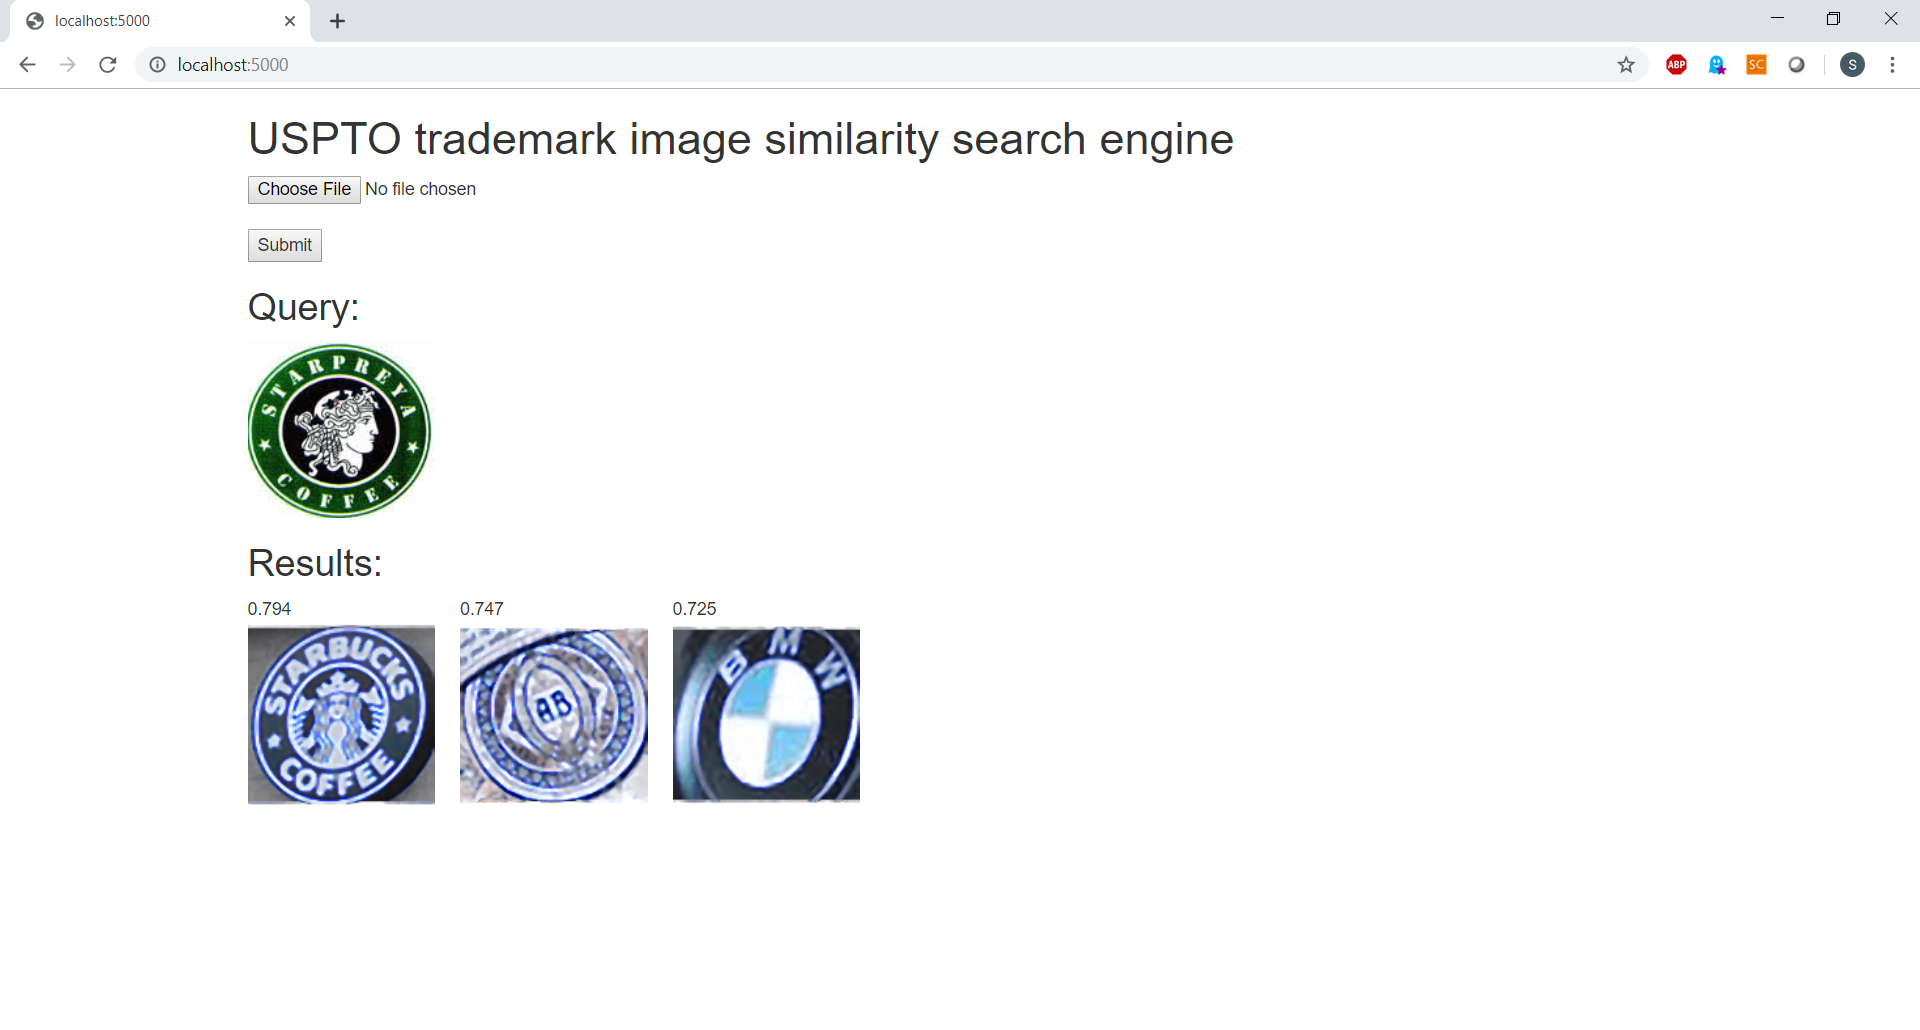 localhost:5000
localhost:5000
ABP
SC
S
USPTO trademark image similarity search engine
Choose File No file chosen
Submit
Query:
STARPREYA
COFFEE
Results:
0.794 0.747 0.725
STARBUCKS
COFFEE
AB
BMW